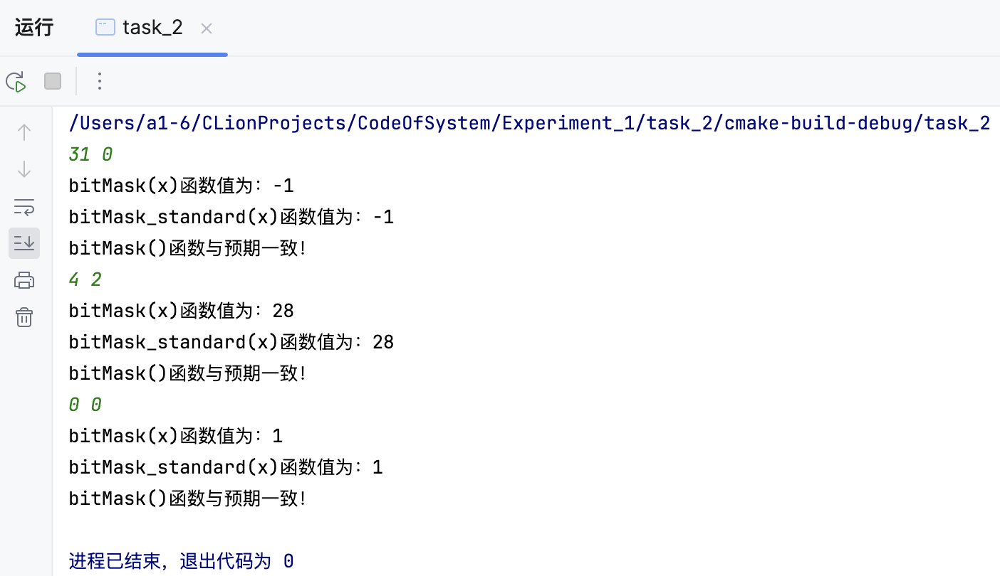 运行 task_2
/Users/a1-6/CLionProjects/CodeOfSystem/Experiment_1/task_2/cmake-build-debug/task_2
31 0
bitMask(x)函数值为：-1
bitMask_standard(x)函数值为：-1
bitMask()函数与预期一致！
4 2
bitMask(x)函数值为：28
bitMask_standard(x)函数值为：28
bitMask()函数与预期一致！
0 0
bitMask(x)函数值为：1
bitMask_standard(x)函数值为：1
bitMask()函数与预期一致！
进程已结束，退出代码为 0